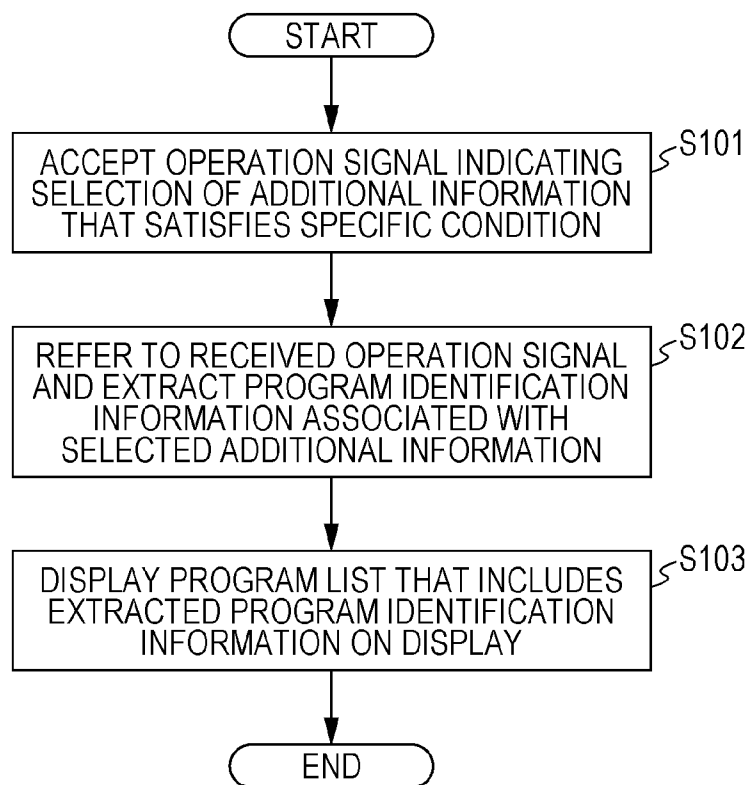 START
ACCEPT OPERATION SIGNAL INDICATING
SELECTION OF ADDITIONAL INFORMATION
THAT SATISFIES SPECIFIC CONDITION
S101
REFER TO RECEIVED OPERATION SIGNAL
AND EXTRACT PROGRAM IDENTIFICATION
INFORMATION ASSOCIATED WITH
SELECTED ADDITIONAL INFORMATION
S102
DISPLAY PROGRAM LIST THAT INCLUDES
EXTRACTED PROGRAM IDENTIFICATION
INFORMATION ON DISPLAY
S103
END